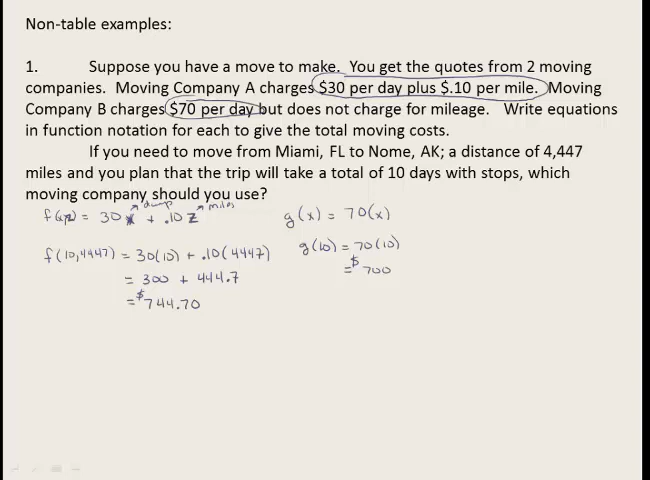 Non-table examples:
1. Suppose you have a move to make. You get the quotes from 2 moving
companies. Moving Company A charges $30 per day plus $.10 per mile. Moving
Company B charges $70 per day but does not charge for mileage. Write equations
in function notation for each to give the total moving costs.
If you need to move from Miami, FL to Nome, AK; a distance of 4,447
miles and you plan that the trip will take a total of 10 days with stops, which
moving company should you use?
days miles
f(x,z) = 30x + .10z g(x) = 70(x)
f(10,4447) = 30(10) + .10(4447) g(10) = 70(10)
= 300 + 444.7 = $700
= $744.70